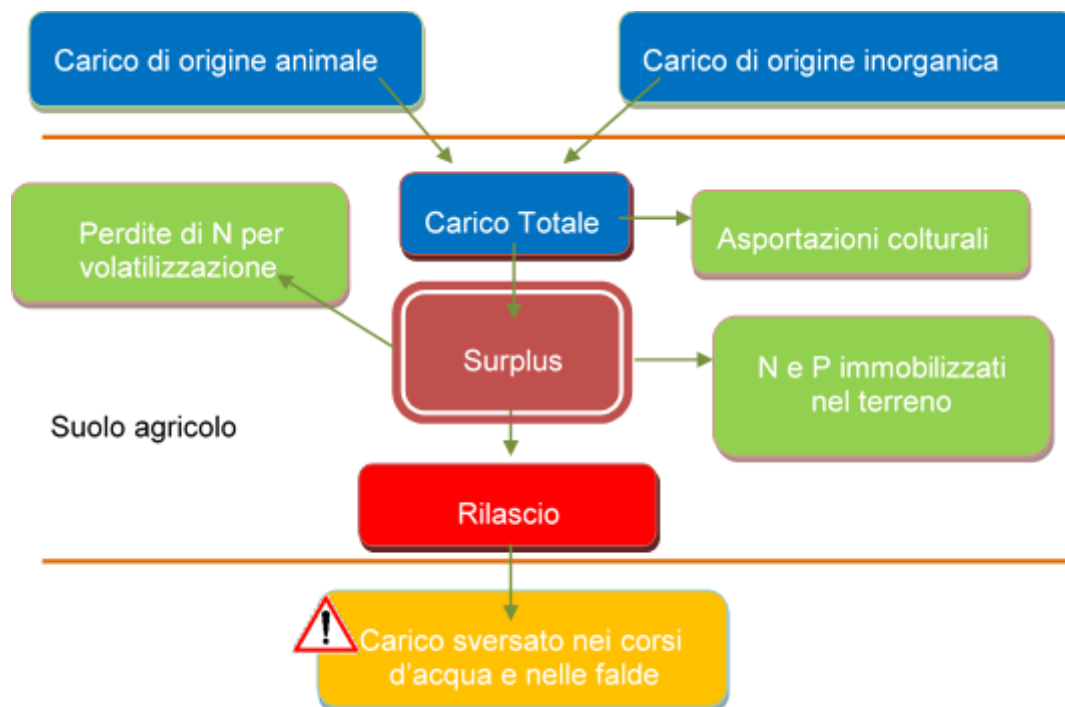 Carico di origine animale
Carico di origine inorganica
Carico Totale
Perdite di N per
volatilizzazione
Asportazioni colturali
Surplus
N e P immobilizzati
nel terreno
Suolo agricolo
Rilascio
Carico sversato nei corsi
d'acqua e nelle falde